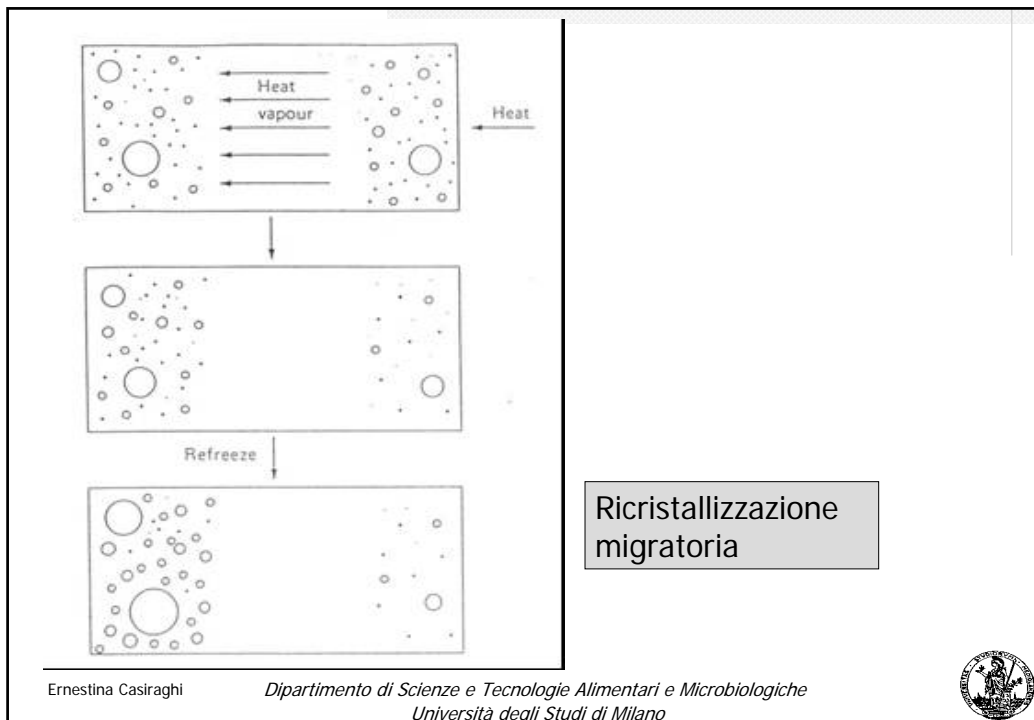 Heat
vapour
Heat
Refreeze
Ricristallizzazione
migratoria
Ernestina Casiraghi
Dipartimento di Scienze e Tecnologie Alimentari e Microbiologiche
Università degli Studi di Milano